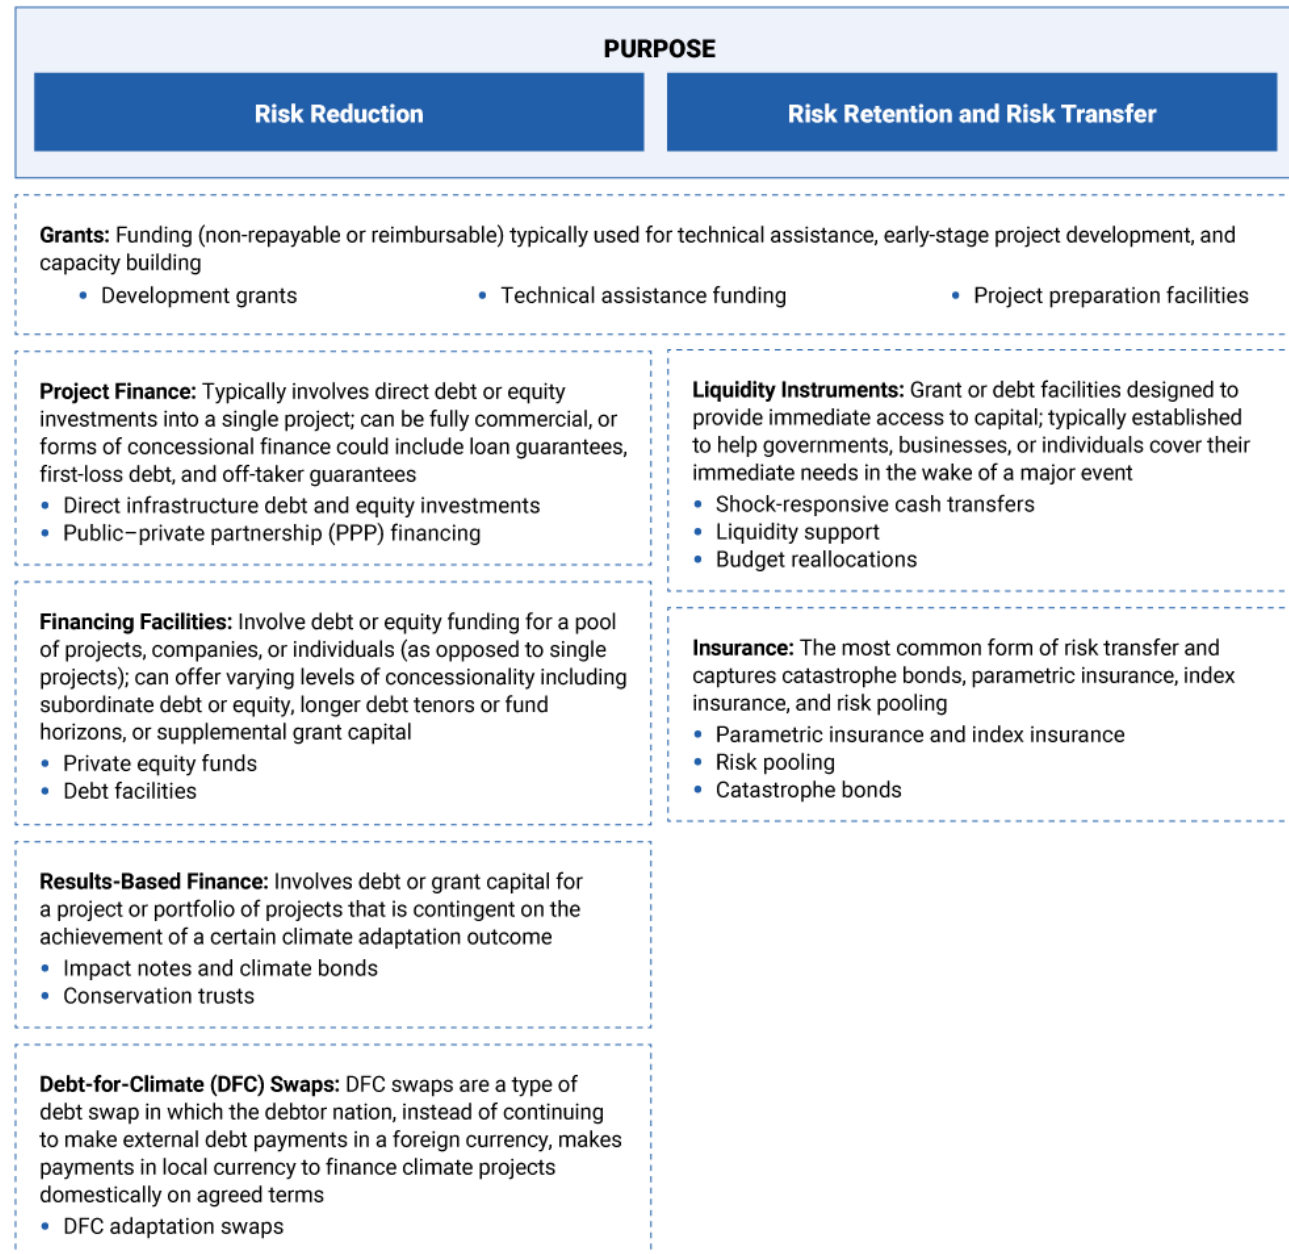 PURPOSE
Risk Reduction
Risk Retention and Risk Transfer
Grants: Funding (non-repayable or reimbursable) typically used for technical assistance, early-stage project development, and
capacity building
• Development grants
• Technical assistance funding
• Project preparation facilities
Project Finance: Typically involves direct debt or equity
investments into a single project; can be fully commercial, or
forms of concessional finance could include loan guarantees,
first-loss debt, and off-taker guarantees
• Direct infrastructure debt and equity investments
• Public–private partnership (PPP) financing
Financing Facilities: Involve debt or equity funding for a pool
of projects, companies, or individuals (as opposed to single
projects); can offer varying levels of concessionality including
subordinate debt or equity, longer debt tenors or fund
horizons, or supplemental grant capital
• Private equity funds
• Debt facilities
Results-Based Finance: Involves debt or grant capital for
a project or portfolio of projects that is contingent on the
achievement of a certain climate adaptation outcome
• Impact notes and climate bonds
• Conservation trusts
Debt-for-Climate (DFC) Swaps: DFC swaps are a type of
debt swap in which the debtor nation, instead of continuing
to make external debt payments in a foreign currency, makes
payments in local currency to finance climate projects
domestically on agreed terms
• DFC adaptation swaps
Liquidity Instruments: Grant or debt facilities designed to
provide immediate access to capital; typically established
to help governments, businesses, or individuals cover their
immediate needs in the wake of a major event
• Shock-responsive cash transfers
• Liquidity support
• Budget reallocations
Insurance: The most common form of risk transfer and
captures catastrophe bonds, parametric insurance, index
insurance, and risk pooling
• Parametric insurance and index insurance
• Risk pooling
• Catastrophe bonds